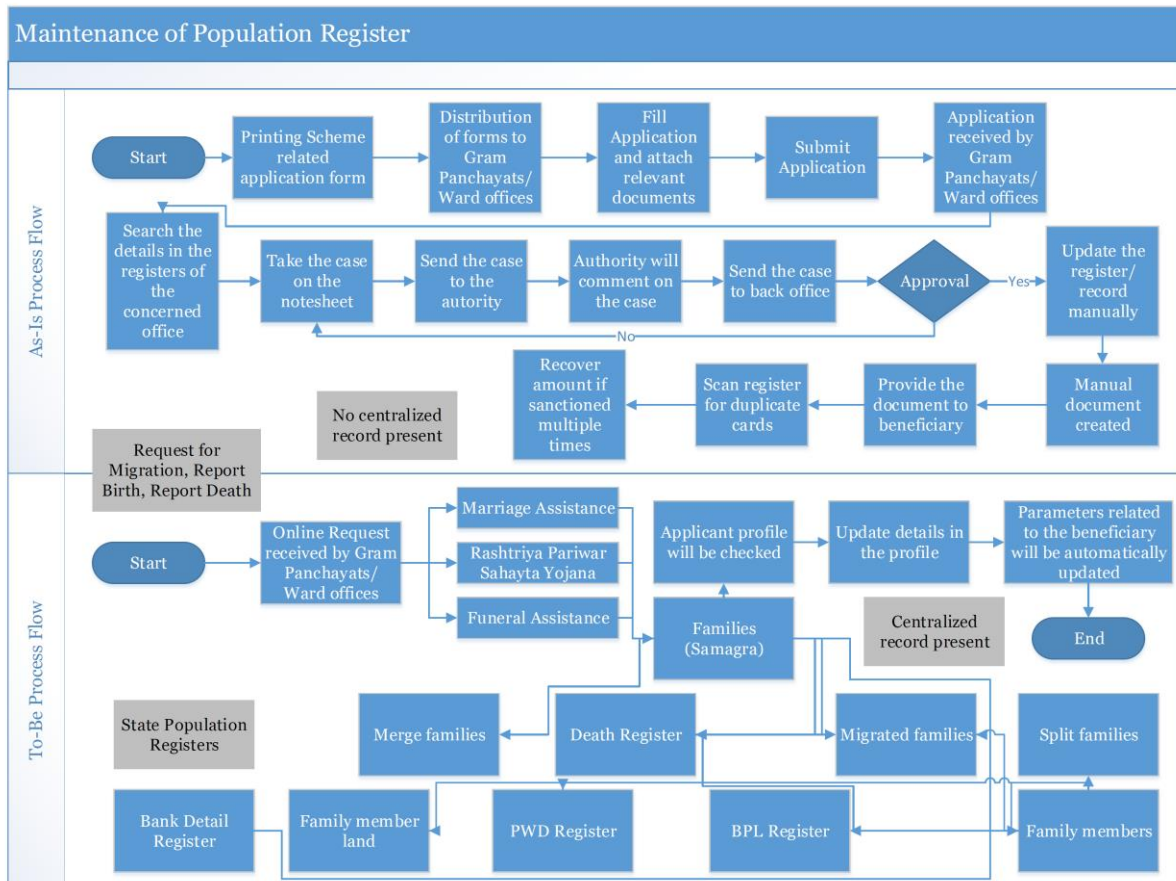 Maintenance of Population Register
As-Is Process Flow
Start
Printing Scheme
related
application form
Distribution
of forms to
Gram
Panchayats/
Ward offices
Fill
Application
and attach
relevant
documents
Submit
Application
Application
received by
Gram
Panchayats/
Ward offices
Search the
details in the
registers of
the
concerned
office
Take the case
on the
notesheet
Send the case
to the
autority
Authority will
comment on
the case
Send the case
to back office
Approval
Yes
No
Update the
register/
record
manually
Manual
document
created
Provide the
document to
beneficiary
Scan register
for duplicate
cards
Recover
amount if
sanctioned
multiple
times
No centralized
record present
Request for
Migration, Report
Birth, Report Death
To-Be Process Flow
Start
Online Request
received by Gram
Panchayats/
Ward offices
Marriage Assistance
Rashtriya Pariwar
Sahayta Yojana
Funeral Assistance
Applicant profile
will be checked
Update details in
the profile
Parameters related
to the beneficiary
will be automatically
updated
Families
(Samagra)
Centralized
record present
End
State Population
Registers
Merge families
Death Register
Migrated families
Split families
Bank Detail
Register
Family member
land
PWD Register
BPL Register
Family members